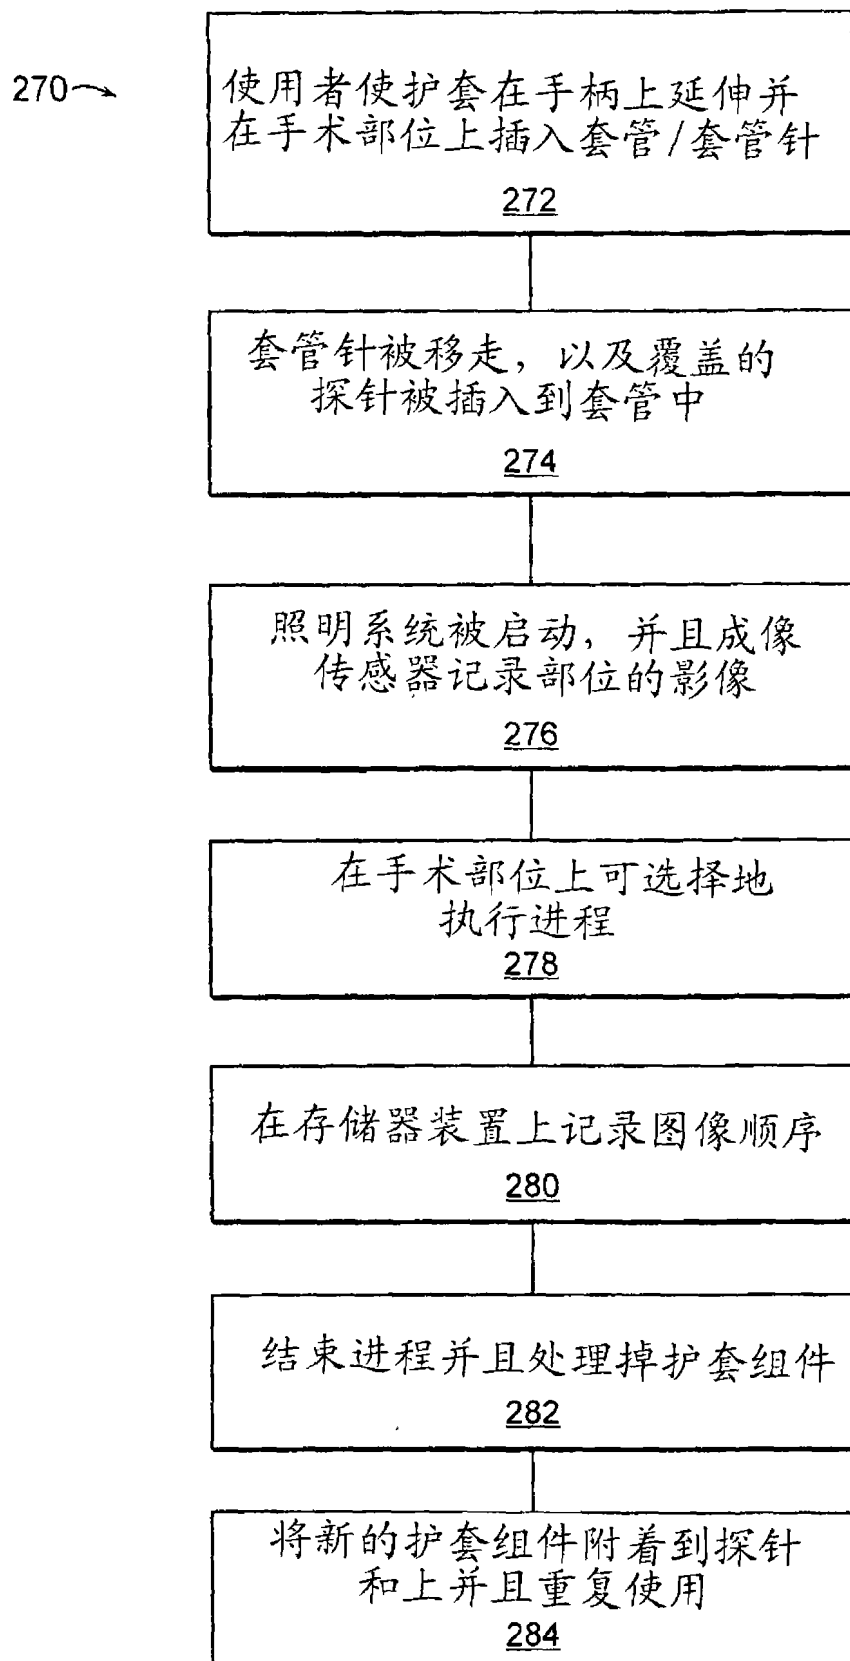 270
使用者使护套在手柄上延伸并
在手术部位上插入套管/套管针
272
套管针被移走，以及覆盖的
探针被插入到套管中
274
照明系统被启动，并且成像
传感器记录部位的影像
276
在手术部位上可选择地
执行进程
278
在存储器装置上记录图像顺序
280
结束进程并且处理掉护套组件
282
将新的护套组件附着到探针
和上并且重复使用
284